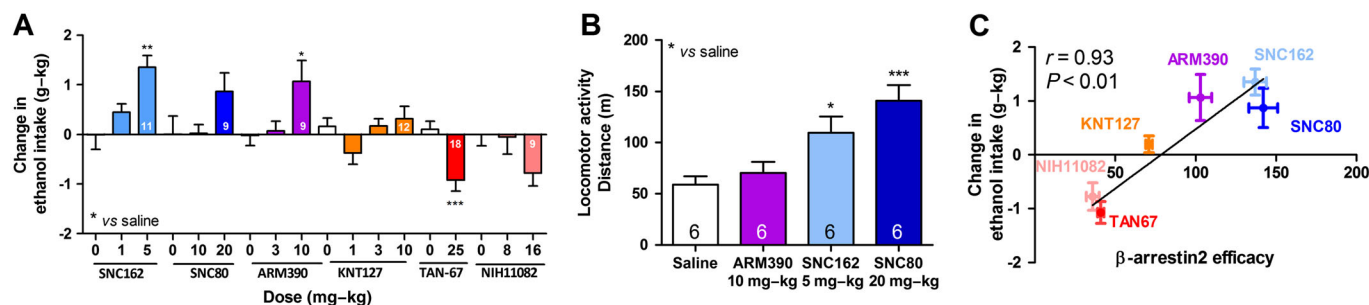 A
Change in
ethanol intake (g–kg)
2
1
0
-1
-2
**
*
***
11
9
9
12
18
9
* vs saline
0 1 5 0 10 20 0 3 10 0 1 3 10 0 25 0 8 16
SNC162 SNC80 ARM390 KNT127 TAN-67 NIH11082
Dose (mg–kg)
B
Locomotor activity
Distance (m)
200
150
100
50
0
* vs saline
*
***
6 6 6 6
Saline ARM390 SNC162 SNC80
10 mg–kg 5 mg–kg 20 mg–kg
C
Change in
ethanol intake (g–kg)
2
1
0
-1
-2
r = 0.93
P < 0.01
ARM390
SNC162
SNC80
KNT127
NIH11082
TAN67
50 100 150 200
β-arrestin2 efficacy